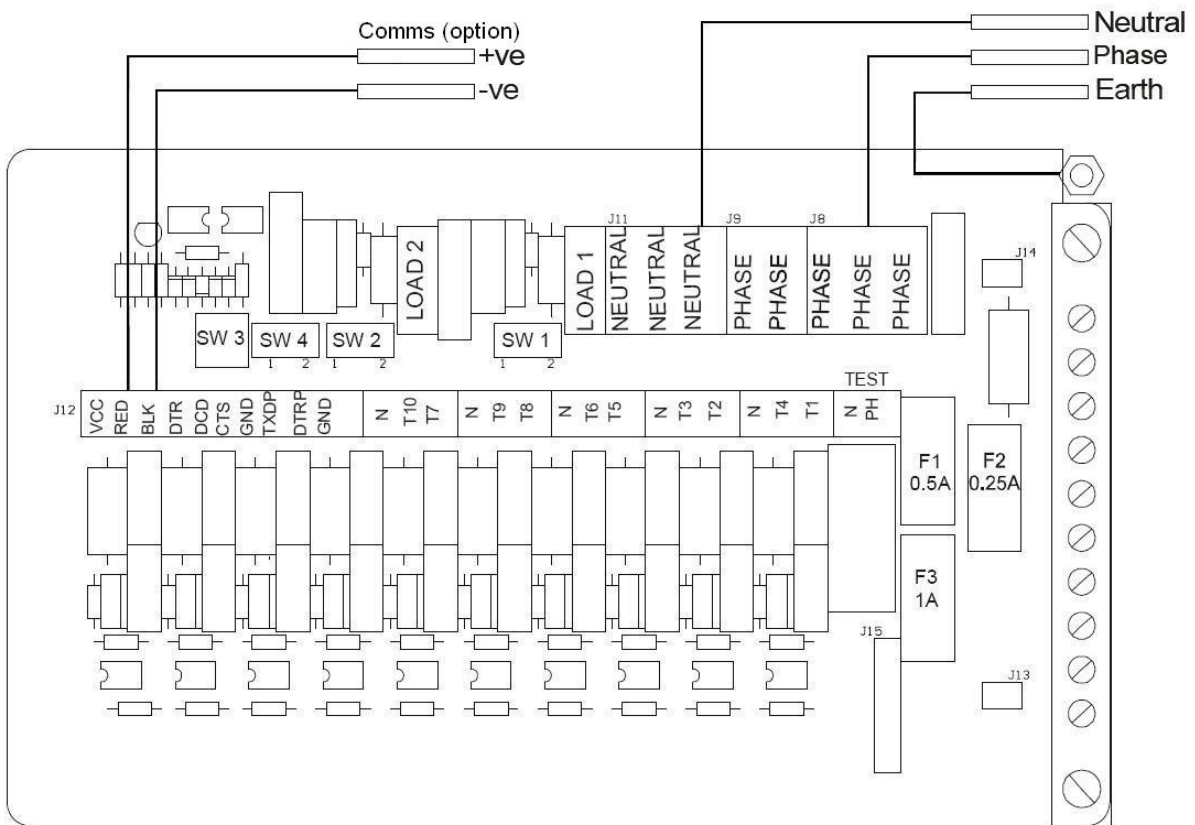 Neutral
Comms (option)
+ve
Phase
-ve
Earth
J11
J9
J8
J14
LOAD 2
LOAD 1
NEUTRAL
NEUTRAL
NEUTRAL
PHASE
PHASE
PHASE
PHASE
PHASE
SW 3
SW 4
SW 2
SW 1
1 2
1 2
1 2
TEST
J12
VCC
RED
BLK
DTR
DCD
CTS
GND
TXDP
DTRP
GND
N
T10
T7
N
T9
T8
N
T6
T5
N
T3
T2
N
T4
T1
N
PH
F1
0.5A
F2
0.25A
F3
1A
J15
J13